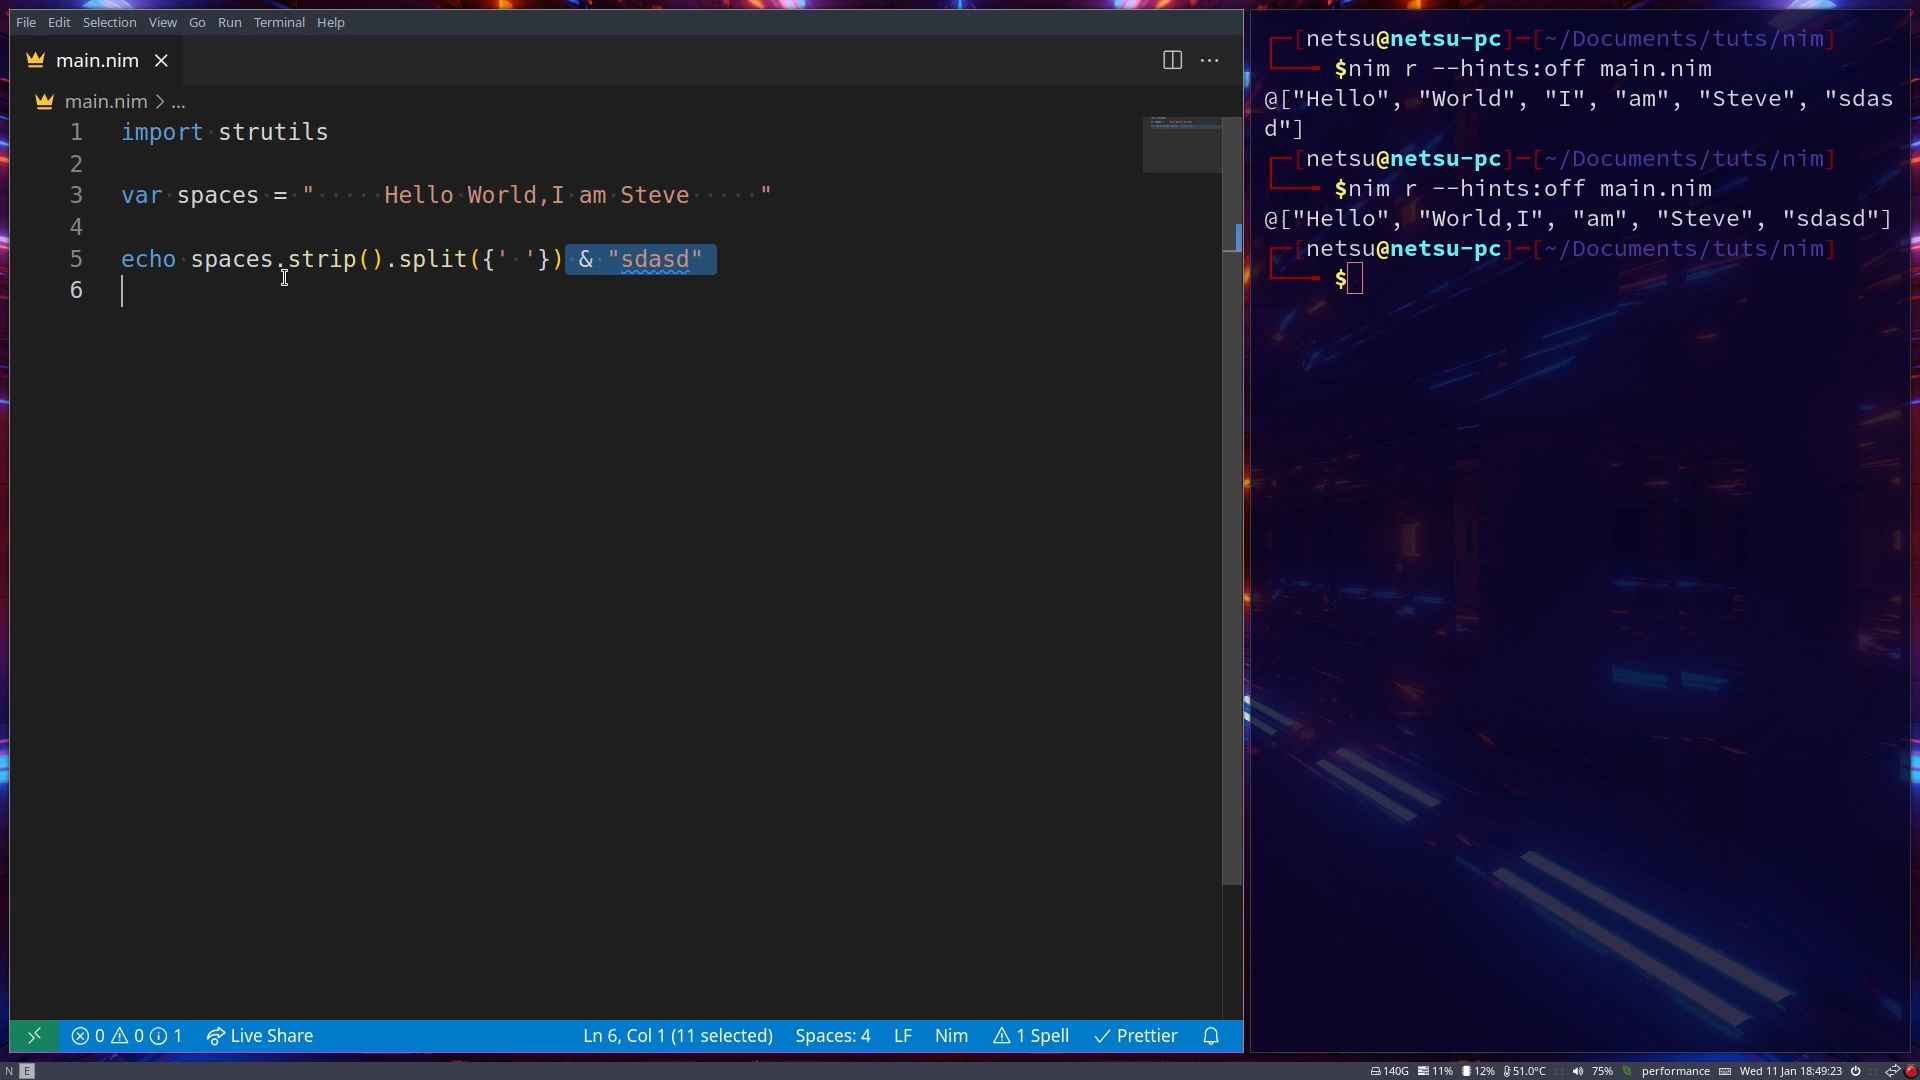 File Edit Selection View Go Run Terminal Help
main.nim
main.nim > ...
1 import strutils
2
3 var spaces = "·····Hello·World,I·am·Steve·····"
4
5 echo·spaces.strip().split({'·'})·&·"sdasd"
6
0 0 1 Live Share Ln 6, Col 1 (11 selected) Spaces: 4 LF Nim 1 Spell Prettier
[netsu@netsu-pc]-[~/Documents/tuts/nim]
$nim r --hints:off main.nim
@["Hello", "World", "I", "am", "Steve", "sdas
d"]
[netsu@netsu-pc]-[~/Documents/tuts/nim]
$nim r --hints:off main.nim
@["Hello", "World,I", "am", "Steve", "sdasd"]
[netsu@netsu-pc]-[~/Documents/tuts/nim]
$
N E 140G 11% 12% 51.0°C 75% performance Wed 11 Jan 18:49:23